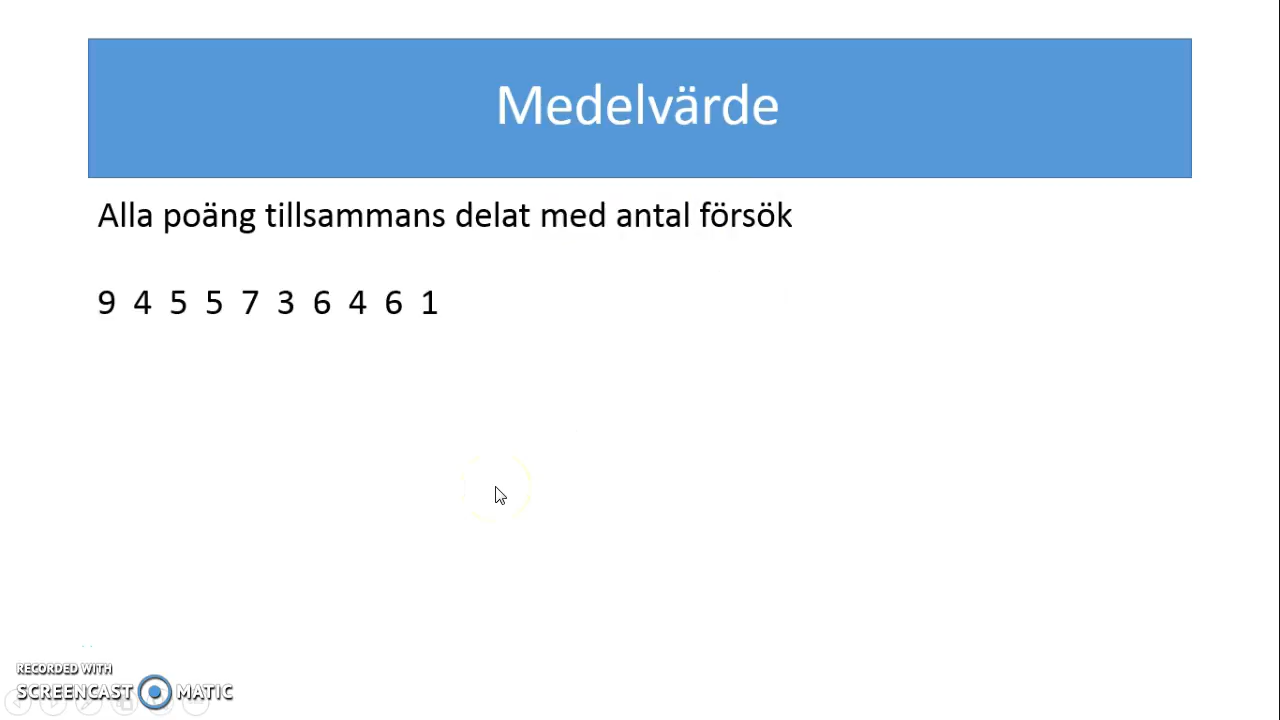 Medelvärde
Alla poäng tillsammans delat med antal försök
9 4 5 5 7 3 6 4 6 1
RECORDED WITH
SCREENCAST MATIC